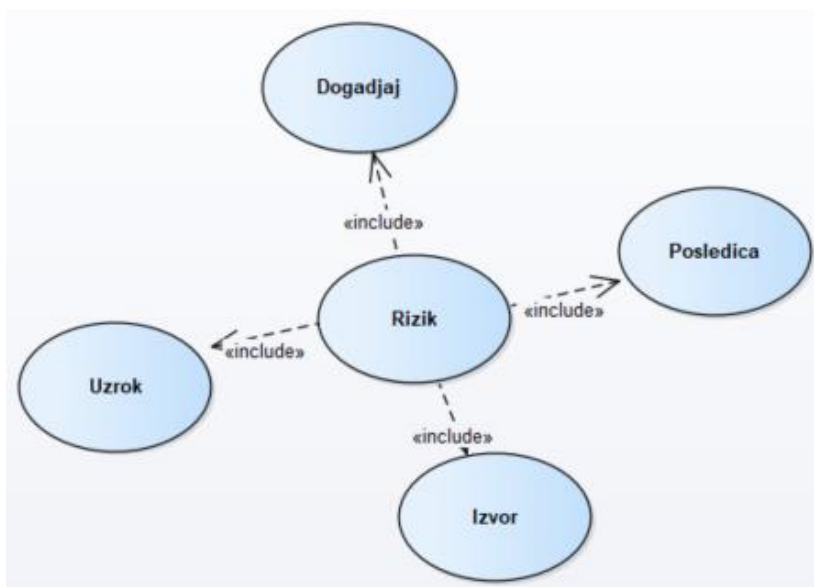 Dogadjaj
«include»
Posledica
Rizik
«include»
«include»
Uzrok
«include»
Izvor